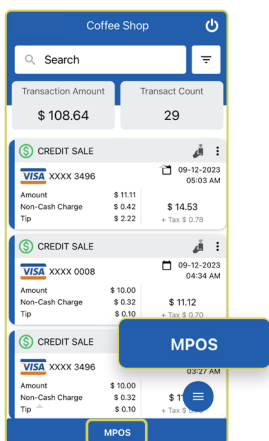 Coffee Shop
Search
Transaction Amount
$ 108.64
Transact Count
29
CREDIT SALE
VISA XXXX 3496
09-12-2023
05:03 AM
Amount $ 11.11
Non-Cash Charge $ 0.42
$ 14.53
Tip $ 2.22
+ Tax $ 0.78
CREDIT SALE
VISA XXXX 0008
09-12-2023
04:34 AM
Amount $ 10.00
Non-Cash Charge $ 0.32
$ 11.12
Tip $ 0.10
+ Tax $ 0.70
CREDIT SALE
MPOS
VISA XXXX 3496
03:27 AM
Amount $ 10.00
Non-Cash Charge $ 0.32
Tip $ 0.10
+ Tax $
MPOS